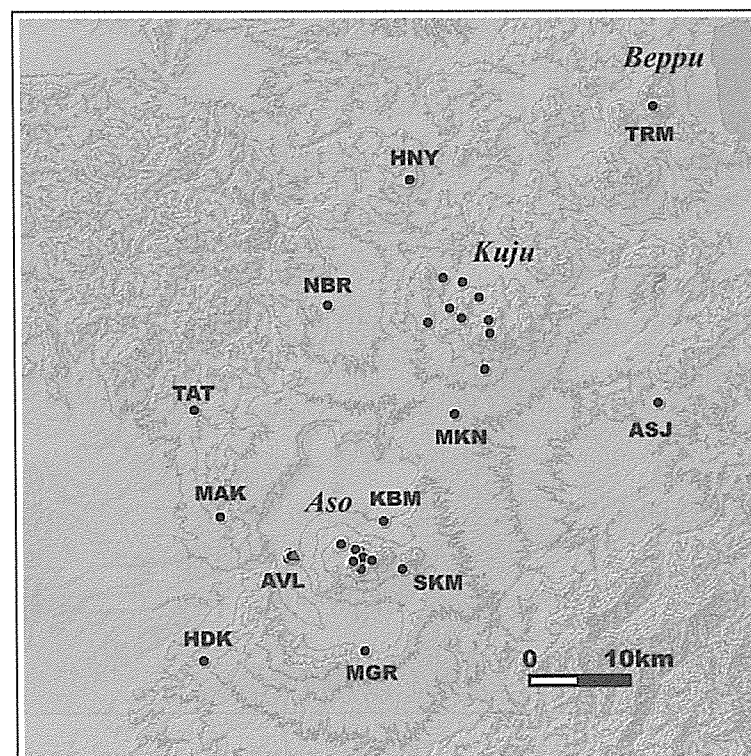 Beppu
TRM
HNY
Kuju
NBR
TAT
MKN
ASJ
MAK
Aso
KBM
AVL
SKM
HDK
MGR
0 10km